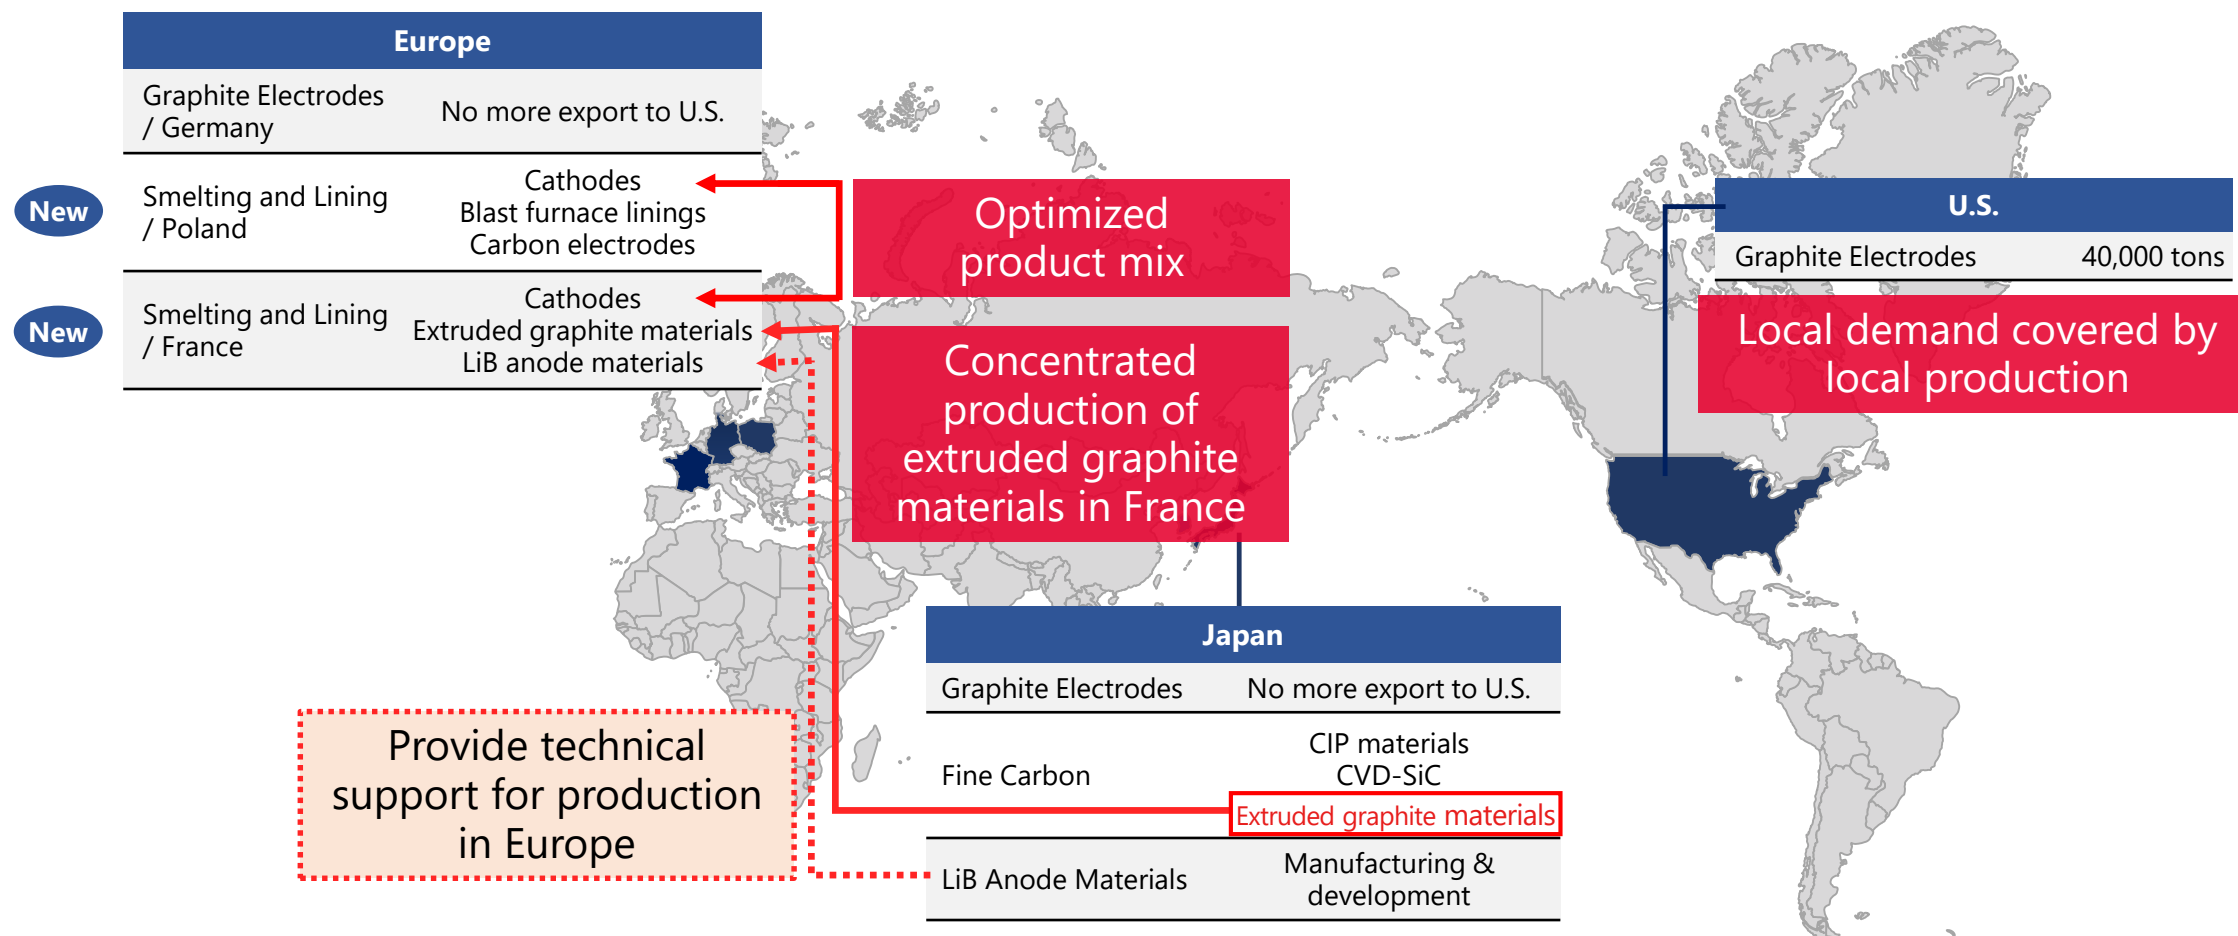 Europe
Graphite Electrodes
/ Germany
No more export to U.S.
New
Smelting and Lining
/ Poland
Cathodes
Blast furnace linings
Carbon electrodes
New
Smelting and Lining
/ France
Cathodes
Extruded graphite materials
LiB anode materials
Optimized
product mix
Concentrated
production of
extruded graphite
materials in France
U.S.
Graphite Electrodes 40,000 tons
Local demand covered by
local production
Provide technical
support for production
in Europe
Japan
Graphite Electrodes No more export to U.S.
Fine Carbon
CIP materials
CVD-SiC
Extruded graphite materials
LiB Anode Materials
Manufacturing &
development